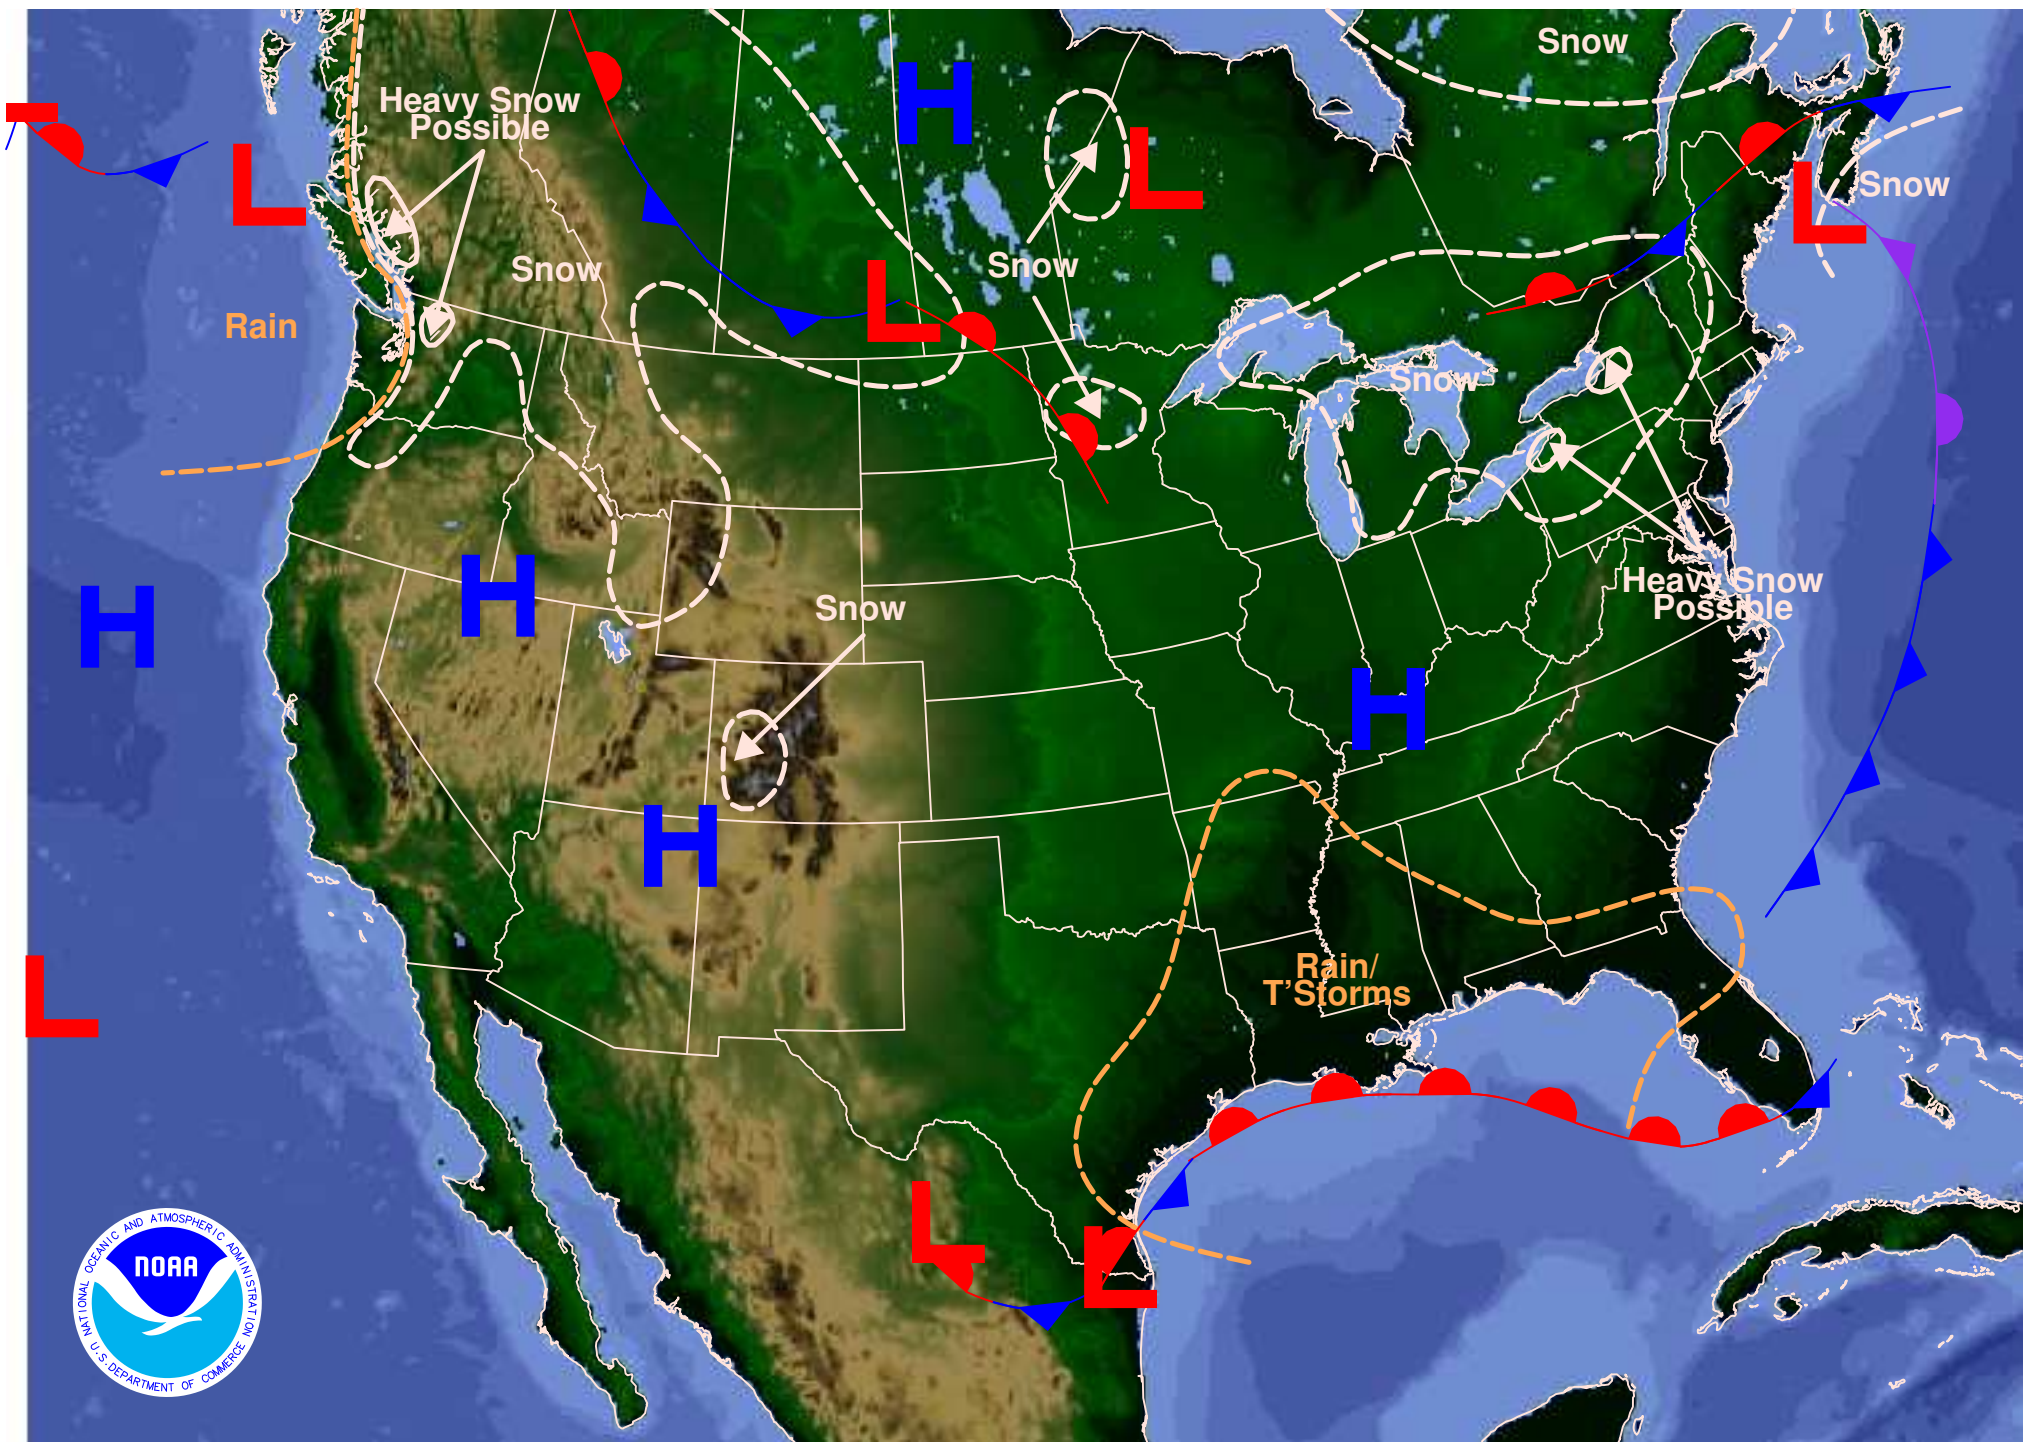 Snow
Heavy Snow
Possible
H
L
L
Snow
L
Snow
Snow
L
Rain
Snow
H
H
Heavy Snow
Possible
Snow
H
H
Rain/
T'Storms
L
L
L
NATIONAL OCEANIC AND ATMOSPHERIC ADMINISTRATION
NOAA
U.S. DEPARTMENT OF COMMERCE